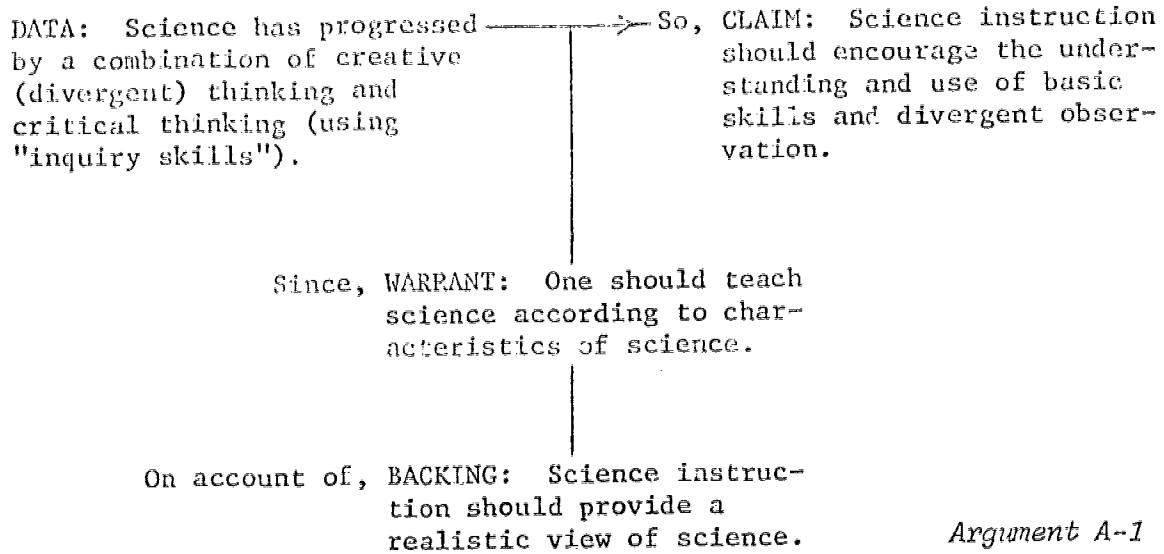 DATA: Science has progressed
by a combination of creative
(divergent) thinking and
critical thinking (using
"inquiry skills").
So, CLAIM: Science instruction
should encourage the under-
standing and use of basic
skills and divergent obser-
vation.
Since, WARRANT: One should teach
science according to char-
acteristics of science.
On account of, BACKING: Science instruc-
tion should provide a
realistic view of science.
Argument A-1